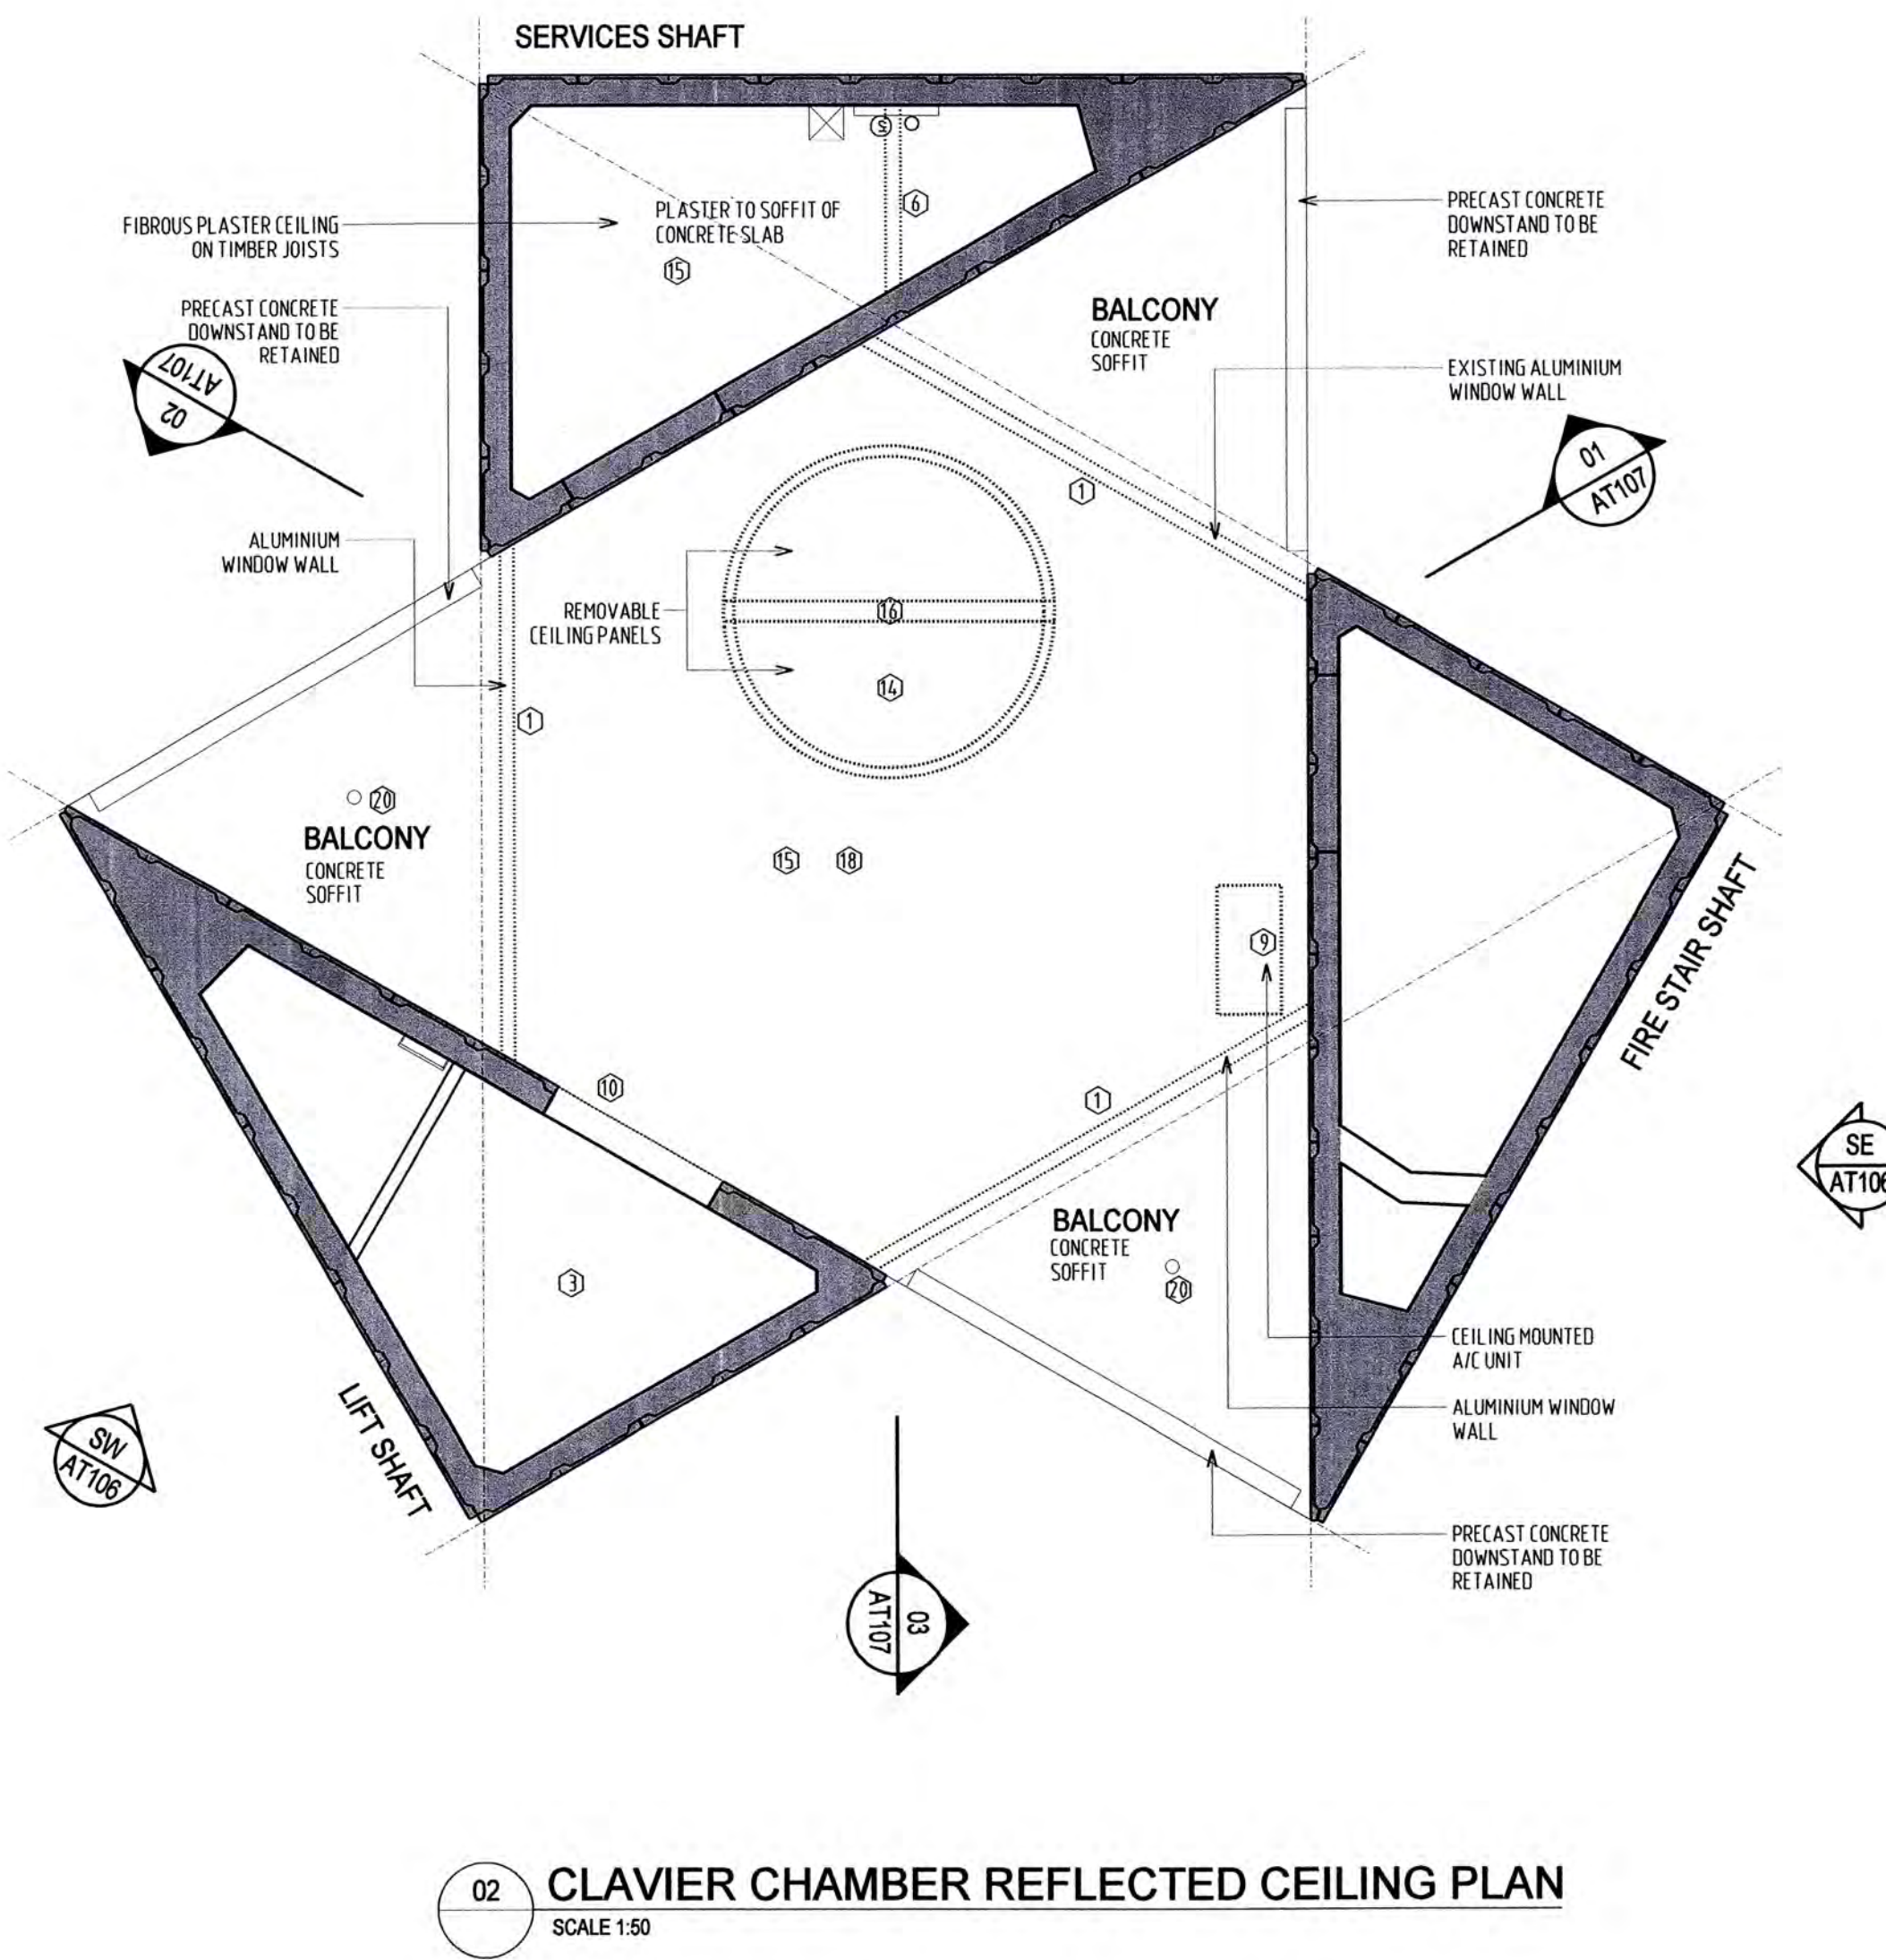 SERVICES SHAFT
FIBROUS PLASTER CEILING
ON TIMBER JOISTS
PLASTER TO SOFFIT OF
CONCRETE SLAB
15
S
6
PRECAST CONCRETE
DOWNSTAND TO BE
RETAINED
PRECAST CONCRETE
DOWNSTAND TO BE
RETAINED
BALCONY
CONCRETE
SOFFIT
EXISTING ALUMINIUM
WINDOW WALL
02
AT107
01
AT107
1
ALUMINIUM
WINDOW WALL
REMOVABLE
CEILING PANELS
16
14
1
20
BALCONY
CONCRETE
SOFFIT
15
18
9
FIRE STAIR SHAFT
10
1
SE
AT106
BALCONY
CONCRETE
SOFFIT
20
3
CEILING MOUNTED
A/C UNIT
ALUMINIUM WINDOW
WALL
LIFT SHAFT
SW
AT106
PRECAST CONCRETE
DOWNSTAND TO BE
RETAINED
03
AT107
02
CLAVIER CHAMBER REFLECTED CEILING PLAN
SCALE 1:50